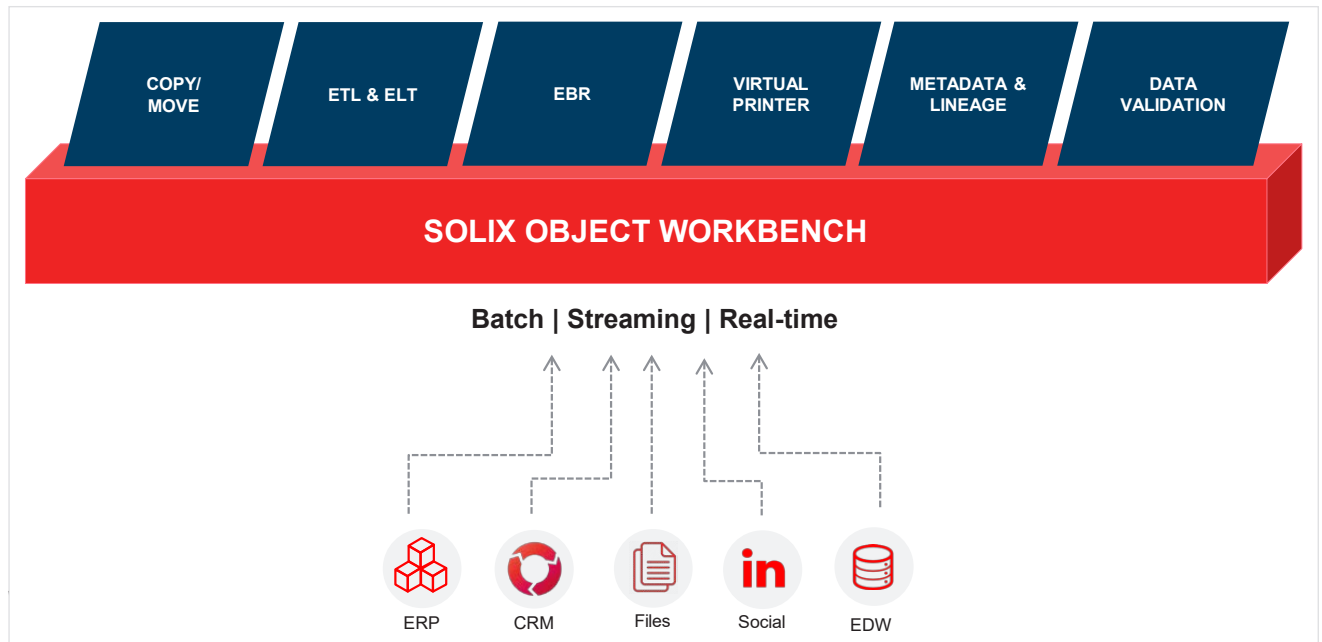 COPY/
MOVE
ETL & ELT
EBR
VIRTUAL
PRINTER
METADATA &
LINEAGE
DATA
VALIDATION
SOLIX OBJECT WORKBENCH
Batch | Streaming | Real-time
in
ERP
CRM
Files
Social
EDW